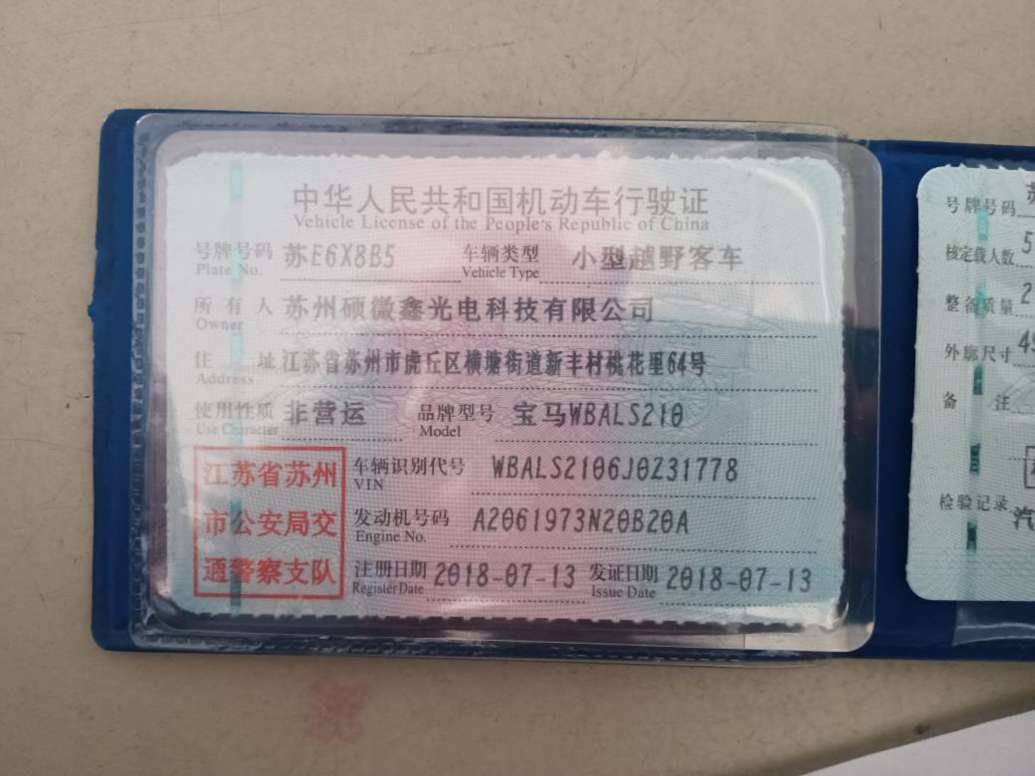 中华人民共和国机动车行驶证
Vehicle License of the People's Republic of China
号牌号码 苏E6X8B5 车辆类型 小型越野客车
Plate No. Vehicle Type
所有人 苏州硕微鑫光电科技有限公司
Owner
住址 江苏省苏州市虎丘区横塘街道新丰村桃花里64号
Address
使用性质 非营运 品牌型号 宝马WBALS210
Use Character Model
江苏省苏州
市公安局交
通警察支队
车辆识别代号 WBALS2106J0Z31778
VIN
发动机号码 A2061973N20B20A
Engine No.
注册日期 2018-07-13 发证日期 2018-07-13
Register Date Issue Date
号牌号码 苏
核定载人数 5
整备质量 2
外廓尺寸 49
备注
检验记录
汽